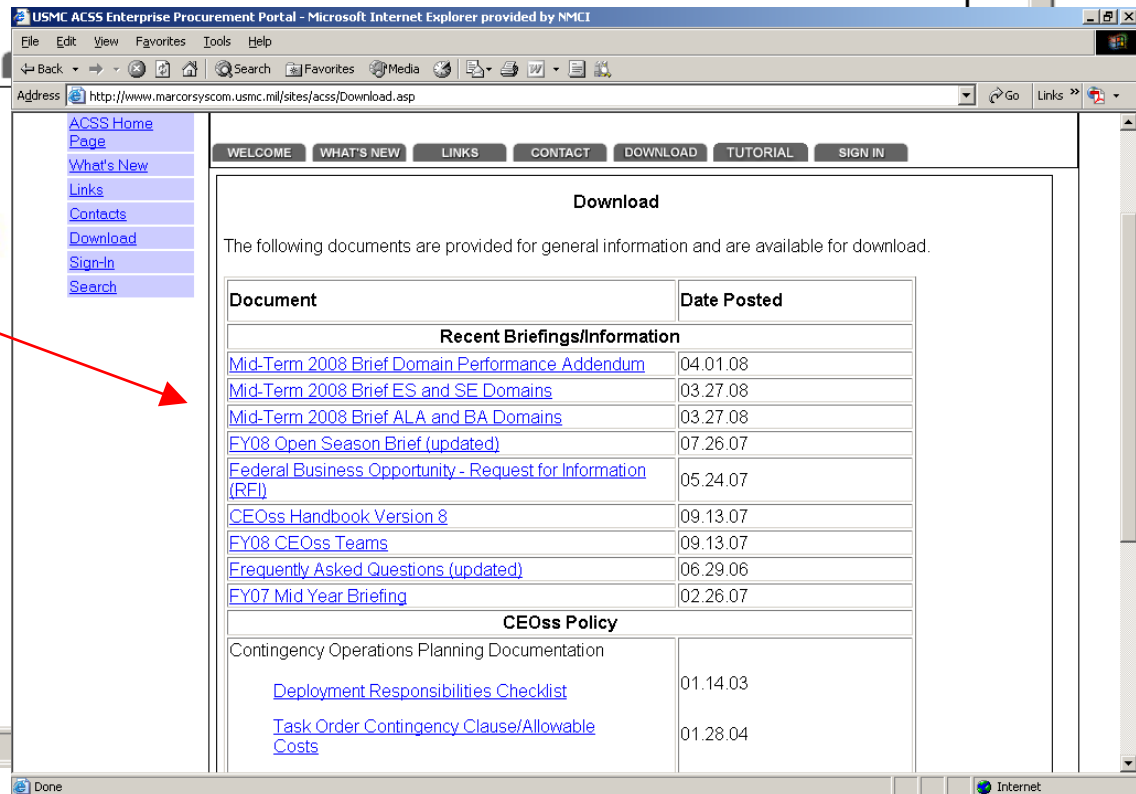 USMC ACSS Enterprise Procurement Portal - Microsoft Internet Explorer provided by NMCI
File Edit View Favorites Tools Help
Back Search Favorites Media
Address http://www.marcorsyscom.usmc.mil/sites/acss/Download.asp Go Links »
ACSS Home
Page
What's New
Links
Contacts
Download
Sign-In
Search
WELCOME WHAT'S NEW LINKS CONTACT DOWNLOAD TUTORIAL SIGN IN
Download
The following documents are provided for general information and are available for download.
Document Date Posted
Recent Briefings/Information
Mid-Term 2008 Brief Domain Performance Addendum 04.01.08
Mid-Term 2008 Brief ES and SE Domains 03.27.08
Mid-Term 2008 Brief ALA and BA Domains 03.27.08
FY08 Open Season Brief (updated) 07.26.07
Federal Business Opportunity - Request for Information
(RFI) 05.24.07
CEOss Handbook Version 8 09.13.07
FY08 CEOss Teams 09.13.07
Frequently Asked Questions (updated) 06.29.06
FY07 Mid Year Briefing 02.26.07
CEOss Policy
Contingency Operations Planning Documentation
Deployment Responsibilities Checklist 01.14.03
Task Order Contingency Clause/Allowable
Costs 01.28.04
Done Internet